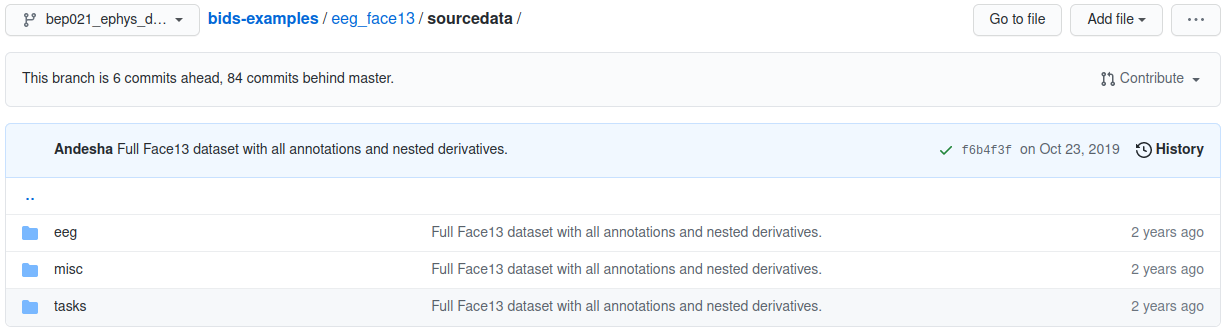 bep021_ephys_d... bids-examples / eeg_face13 / sourcedata / Go to file Add file ...
This branch is 6 commits ahead, 84 commits behind master. Contribute
Andesha Full Face13 dataset with all annotations and nested derivatives. f6b4f3f on Oct 23, 2019 History
..
eeg Full Face13 dataset with all annotations and nested derivatives. 2 years ago
misc Full Face13 dataset with all annotations and nested derivatives. 2 years ago
tasks Full Face13 dataset with all annotations and nested derivatives. 2 years ago